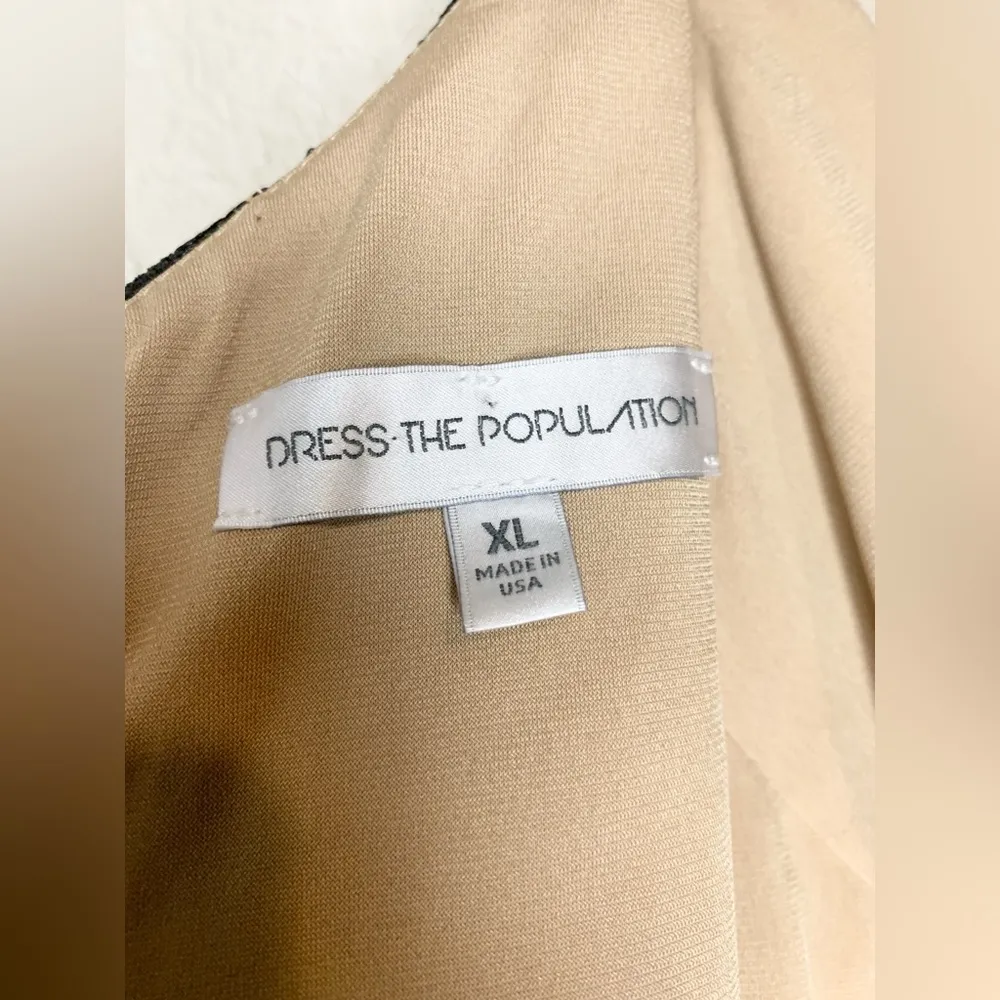 DRESS·THE POPULATION
XL
MADE IN
USA